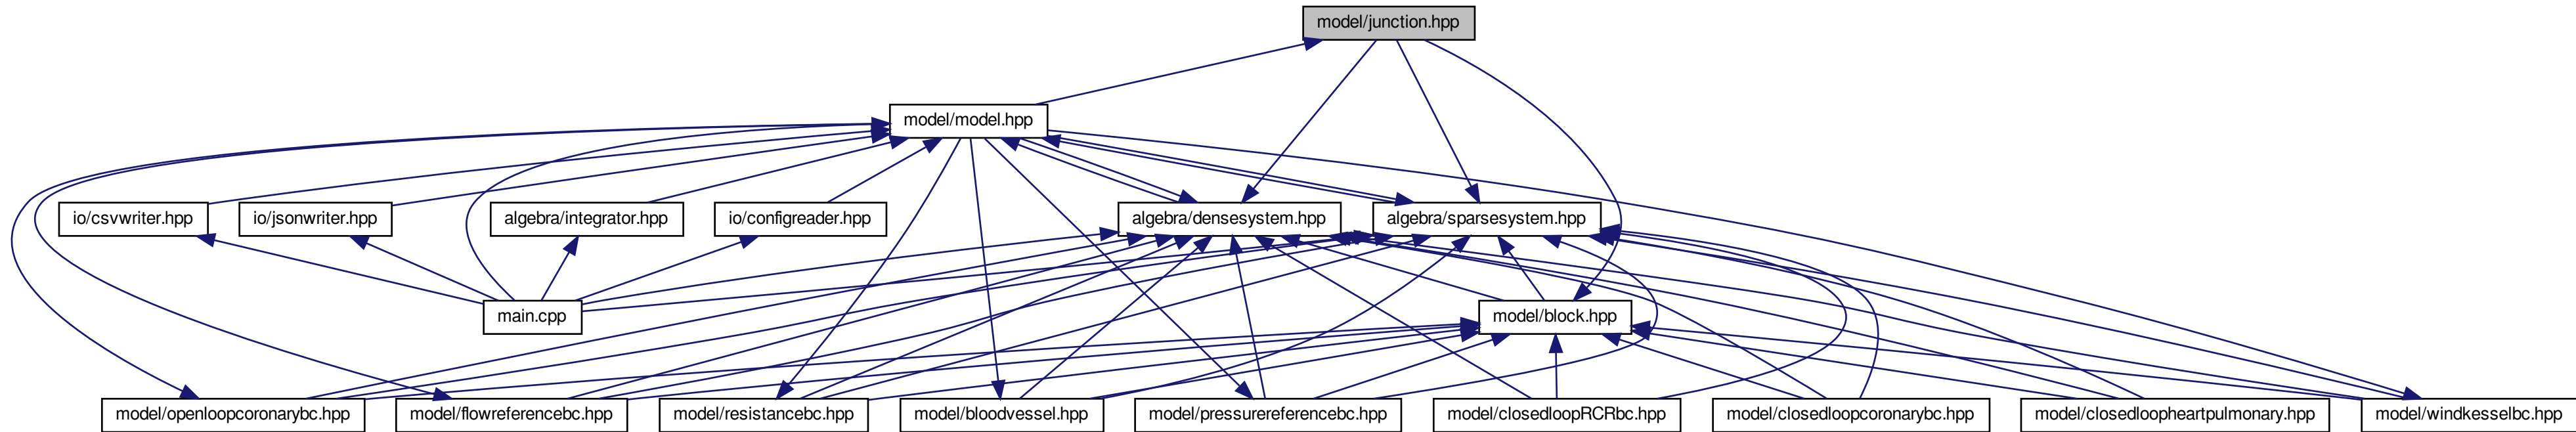 model/junction.hpp
model/model.hpp
io/csvwriter.hpp
io/jsonwriter.hpp
algebra/integrator.hpp
io/configreader.hpp
algebra/densesystem.hpp
algebra/sparsesystem.hpp
main.cpp
model/block.hpp
model/openloopcoronarybc.hpp
model/flowreferencebc.hpp
model/resistancebc.hpp
model/bloodvessel.hpp
model/pressurereferencebc.hpp
model/closedloopRCRbc.hpp
model/closedloopcoronarybc.hpp
model/closedloopheartpulmonary.hpp
model/windkesselbc.hpp